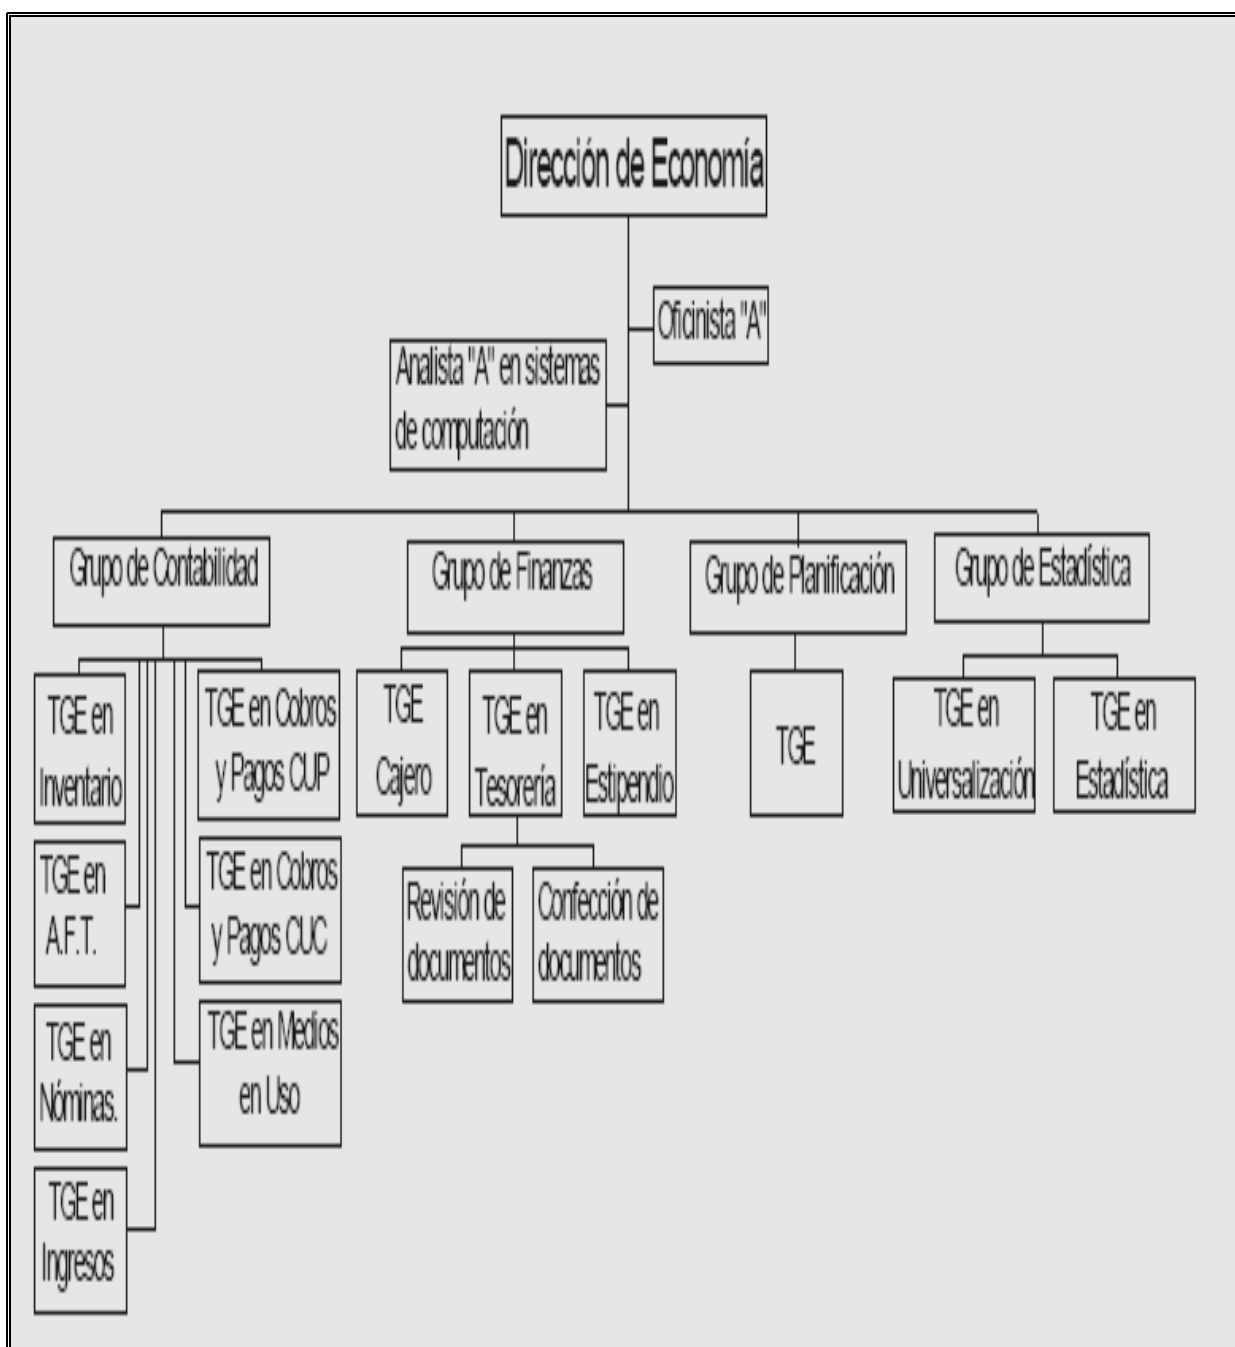 Dirección de Economía
Oficinista "A"
Analista "A" en sistemas
de computación
Grupo de Contabilidad
Grupo de Finanzas
Grupo de Planificación
Grupo de Estadística
TGE en
Inventario
TGE en Cobros
y Pagos CUP
TGE en
A.F.T.
TGE en Cobros
y Pagos CUC
TGE en
Nóminas.
TGE en Medios
en Uso
TGE en
Ingresos
TGE
Cajero
TGE en
Tesorería
TGE en
Estipendio
Revisión de
documentos
Confección de
documentos
TGE
TGE en
Universalización
TGE en
Estadística